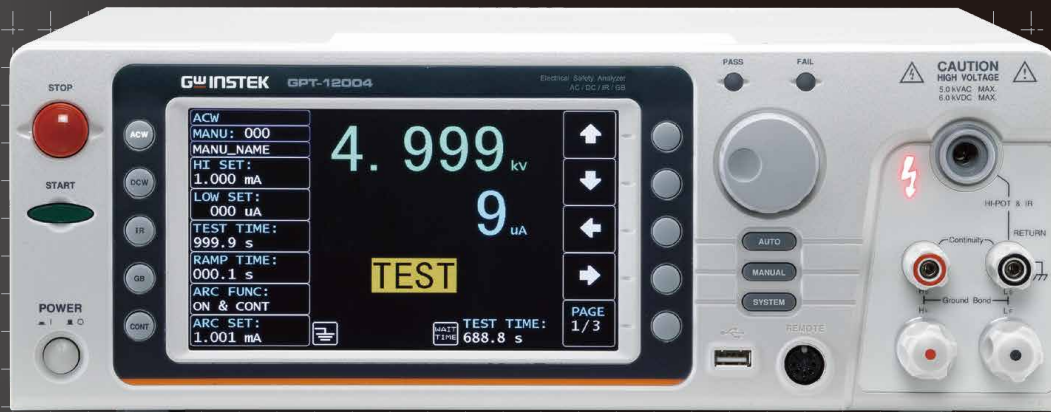 STOP
START
POWER
GWINSTEK GPT-12004
Electrical Safety Analyzer
AC / DC / IR / GB
ACW
DCW
IR
GB
CONT
ACW
MANU: 000
MANU_NAME
HI SET:
1.000 mA
LOW SET:
000 uA
TEST TIME:
999.9 s
RAMP TIME:
000.1 s
ARC FUNC:
ON & CONT
ARC SET:
1.001 mA
4.999 kv
9 uA
TEST
WAIT
TIME
TEST TIME:
688.8 s
PAGE
1/3
PASS
FAIL
AUTO
MANUAL
SYSTEM
REMOTE
CAUTION
HIGH VOLTAGE
5.0 kVAC MAX.
6.0 kVDC MAX.
HI-POT & IR
RETURN
Continuity
Ground Bond